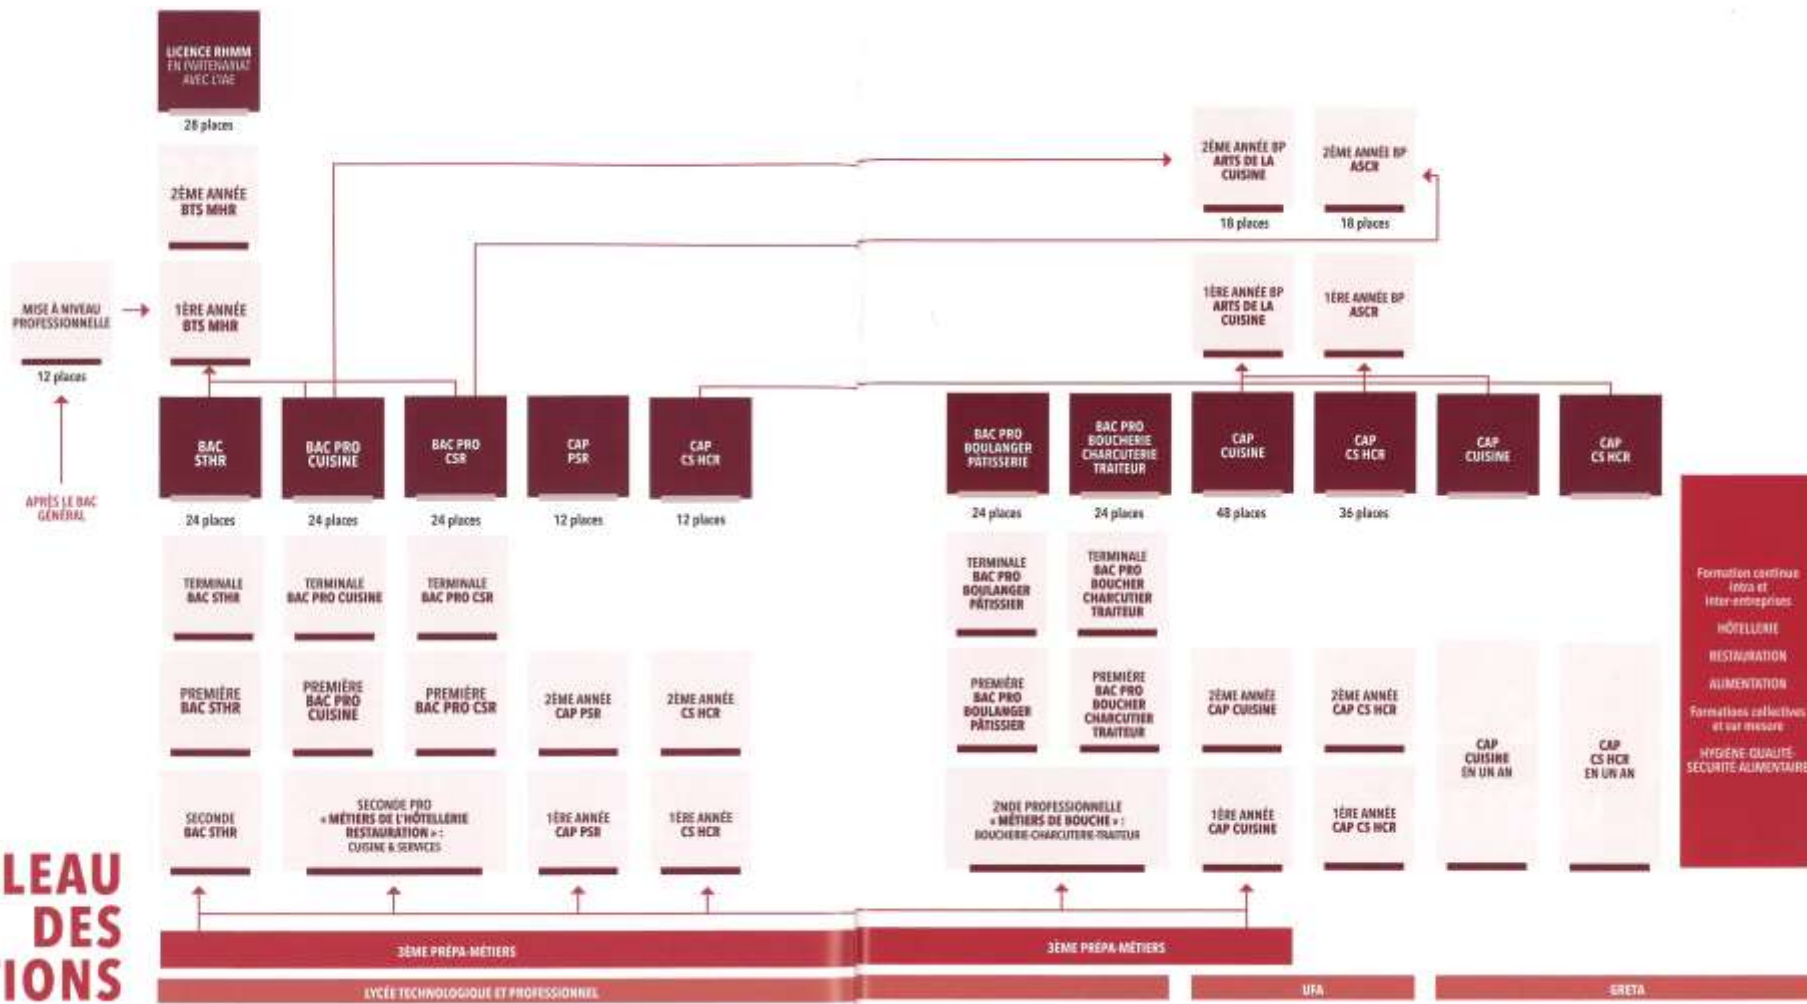 LICENCE RHMM
EN PARTENARIAT
AVEC L'IAE
28 places
2ÈME ANNÉE
BTS MHR
1ÈRE ANNÉE
BTS MHR
MISE À NIVEAU
PROFESSIONNELLE
12 places
APRÈS LE BAC
GÉNÉRAL
2ÈME ANNÉE BP
ARTS DE LA
CUISINE
18 places
2ÈME ANNÉE BP
ASCR
18 places
1ÈRE ANNÉE BP
ARTS DE LA
CUISINE
1ÈRE ANNÉE BP
ASCR
BAC
STHR
24 places
BAC PRO
CUISINE
24 places
BAC PRO
CSR
24 places
CAP
PSR
12 places
CAP
CS HCR
12 places
BAC PRO
BOULANGER
PATISSERIE
24 places
BAC PRO
BOUCHERIE
CHARCUTERIE
TRAITEUR
24 places
CAP
CUISINE
48 places
CAP
CS HCR
36 places
CAP
CUISINE
CAP
CS HCR
TERMINALE
BAC STHR
TERMINALE
BAC PRO CUISINE
TERMINALE
BAC PRO CSR
TERMINALE
BAC PRO
BOULANGER
PÂTISSIER
TERMINALE
BAC PRO
BOUCHER
CHARCUTIER
TRAITEUR
PREMIÈRE
BAC STHR
PREMIÈRE
BAC PRO
CUISINE
PREMIÈRE
BAC PRO CSR
2ÈME ANNÉE
CAP PSR
2ÈME ANNÉE
CS HCR
PREMIÈRE
BAC PRO
BOULANGER
PÂTISSIER
PREMIÈRE
BAC PRO
BOUCHER
CHARCUTIER
TRAITEUR
2ÈME ANNÉE
CAP CUISINE
2ÈME ANNÉE
CAP CS HCR
CAP
CUISINE
EN UN AN
CAP
CS HCR
EN UN AN
SECONDE
BAC STHR
SECONDE PRO
« MÉTIERS DE L'HÔTELLERIE
RESTAURATION » :
CUISINE & SERVICES
1ÈRE ANNÉE
CAP PSR
1ÈRE ANNÉE
CS HCR
2NDE PROFESSIONNELLE
« MÉTIERS DE BOUCHE » :
BOUCHERIE-CHARCUTERIE-TRAITEUR
1ÈRE ANNÉE
CAP CUISINE
1ÈRE ANNÉE
CAP CS HCR
Formation continue
intra et
inter-entreprises
HÔTELLERIE
RESTAURATION
ALIMENTATION
Formations collectives
et sur mesure
HYGIÈNE-QUALITÉ-
SÉCURITÉ-ALIMENTAIRE
LEAU
DES
IONS
3ÈME PRÉPA-MÉTIERS
3ÈME PRÉPA-MÉTIERS
LYCÉE TECHNOLOGIQUE ET PROFESSIONNEL
UFA
GRETA